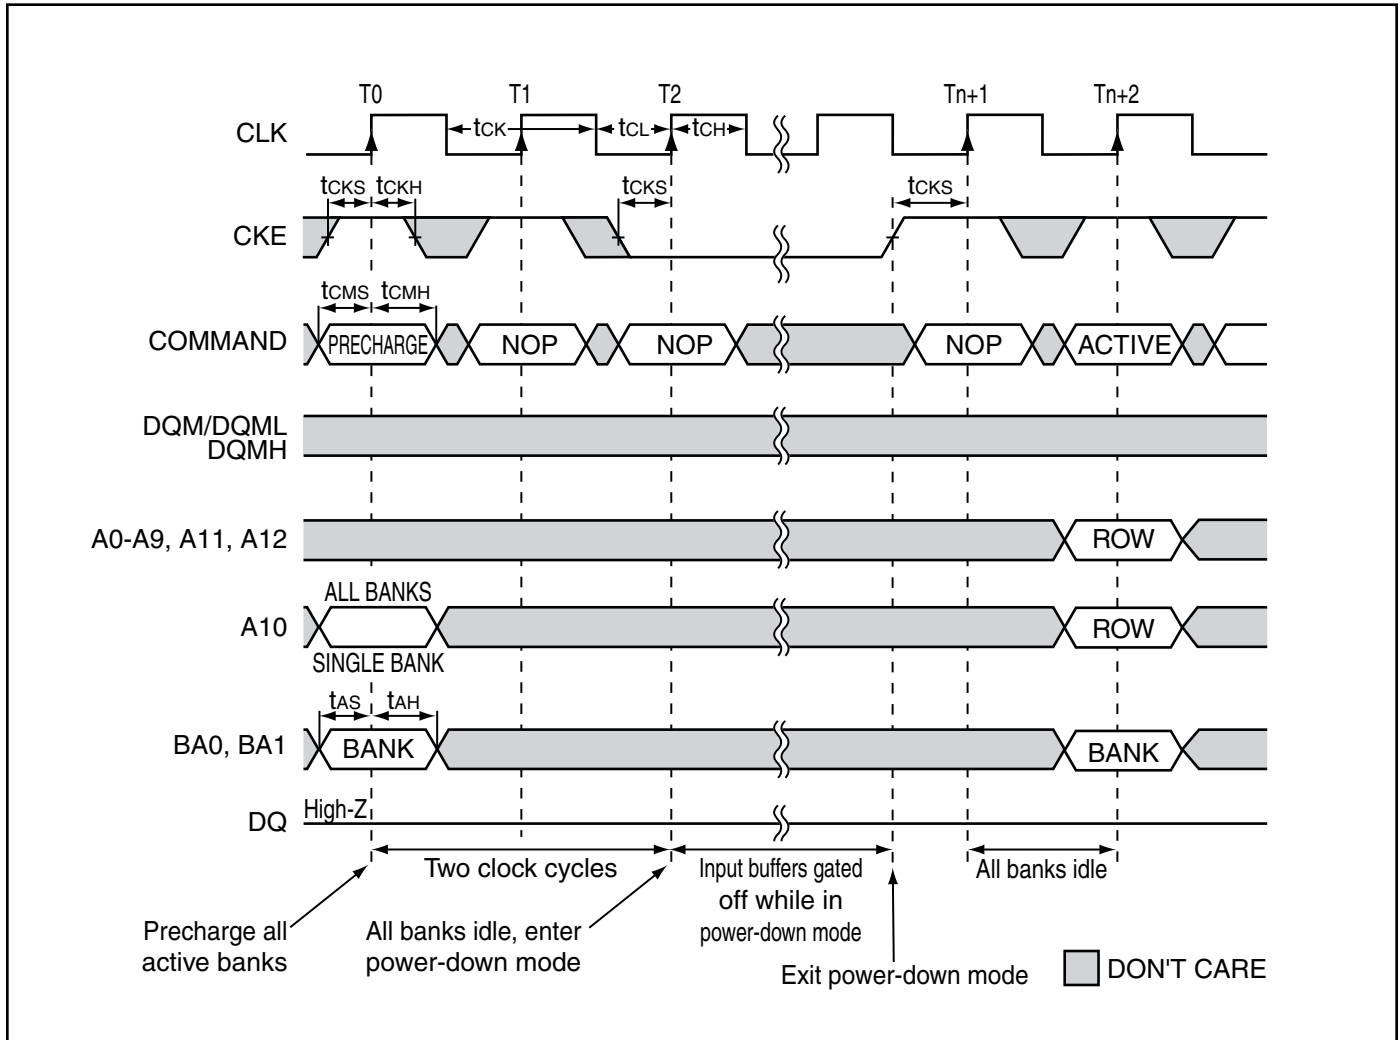 T0 T1 T2 Tn+1 Tn+2
CLK tCK tCL tCH
tCKS tCKH tCKS tCKS
CKE
tCMS tCMH
COMMAND PRECHARGE NOP NOP NOP ACTIVE
DQM/DQML
DQMH
A0-A9, A11, A12 ROW
ALL BANKS
A10 ROW
SINGLE BANK
tAS tAH
BA0, BA1 BANK BANK
DQ High-Z
Two clock cycles
Input buffers gated
off while in
power-down mode
All banks idle
Precharge all
active banks
All banks idle, enter
power-down mode
Exit power-down mode
DON'T CARE